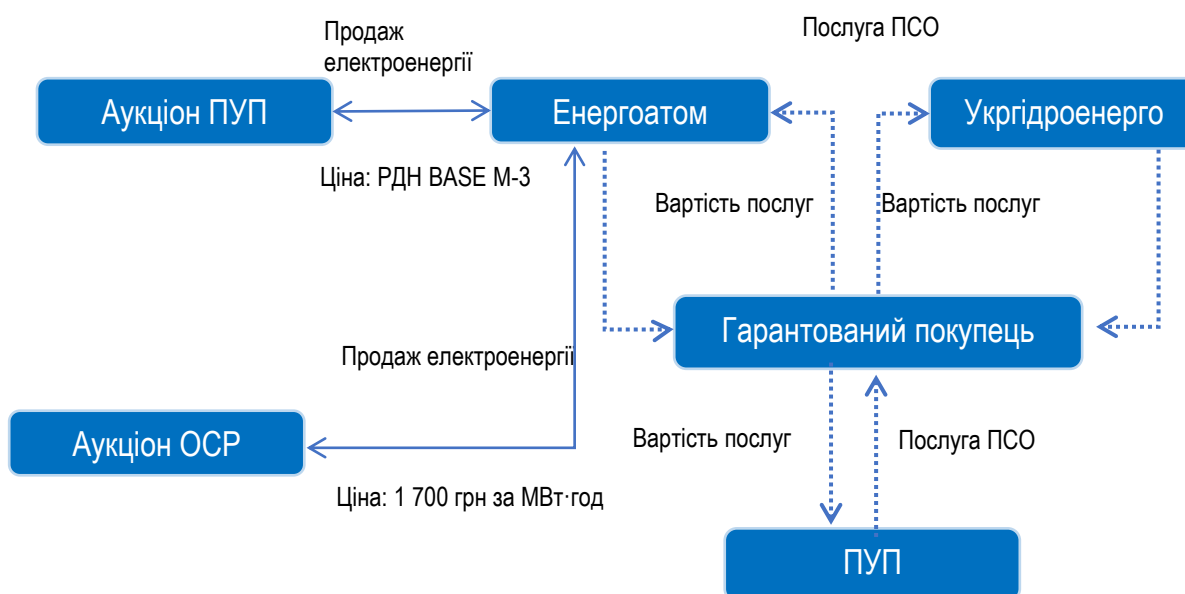 Продаж
електроенергії
Послуга ПСО
Аукціон ПУП
Енергоатом
Укргідроенерго
Ціна: РДН BASE М-3
Вартість послуг
Вартість послуг
Гарантований покупець
Продаж електроенергії
Аукціон ОСР
Вартість послуг
Послуга ПСО
Ціна: 1 700 грн за МВт·год
ПУП